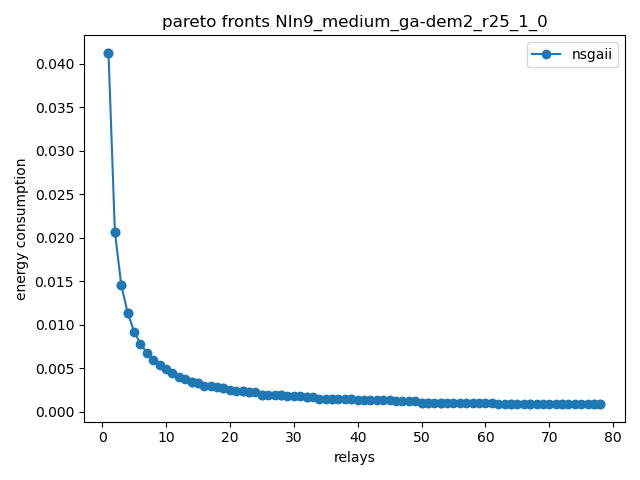 pareto fronts NIn9_medium_ga-dem2_r25_1_0
nsgaii
energy consumption
0.040
0.035
0.030
0.025
0.020
0.015
0.010
0.005
0.000
0 10 20 30 40 50 60 70 80
relays